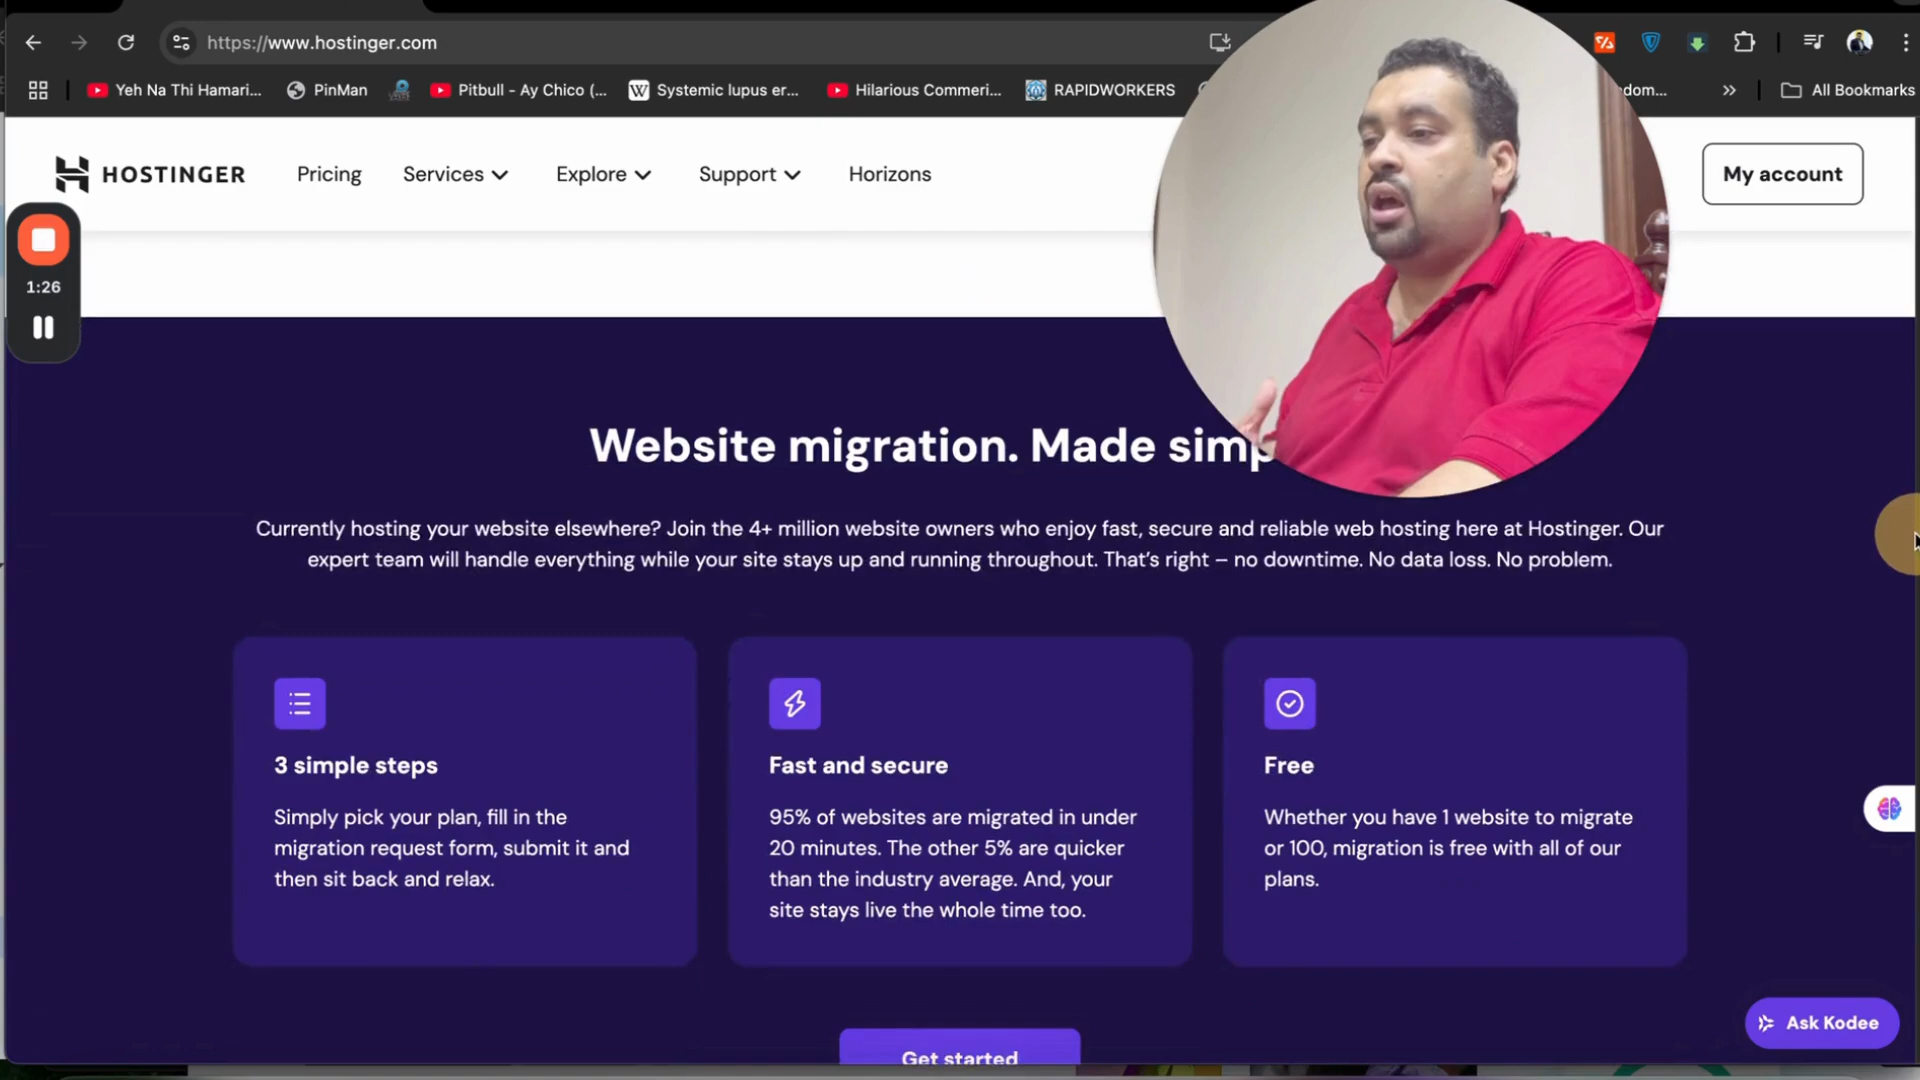 https://www.hostinger.com
Yeh Na Thi Hamari...
PinMan
Pitbull - Ay Chico (...
Systemic lupus er...
Hilarious Commeri...
RAPIDWORKERS
dom...
All Bookmarks
HOSTINGER
Pricing
Services
Explore
Support
Horizons
My account
1:26
Website migration. Made simp
Currently hosting your website elsewhere? Join the 4+ million website owners who enjoy fast, secure and reliable web hosting here at Hostinger. Our
expert team will handle everything while your site stays up and running throughout. That's right – no downtime. No data loss. No problem.
3 simple steps
Simply pick your plan, fill in the
migration request form, submit it and
then sit back and relax.
Fast and secure
95% of websites are migrated in under
20 minutes. The other 5% are quicker
than the industry average. And, your
site stays live the whole time too.
Free
Whether you have 1 website to migrate
or 100, migration is free with all of our
plans.
Get started
Ask Kodee